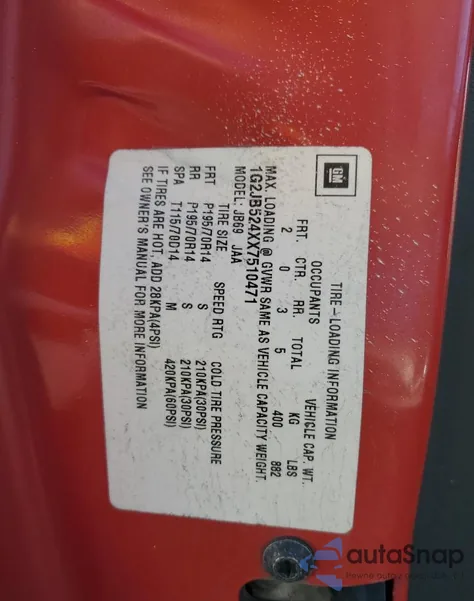 GM
TIRE-LOADING INFORMATION
OCCUPANTS VEHICLE CAP. WT.
FRT. CTR. RR. TOTAL KG LBS
2 0 3 5 400 882
MAX. LOADING @ GVWR SAME AS VEHICLE CAPACITY WEIGHT.
1G2JB524XX7510471
MODEL: JB69 JAA
TIRE SIZE SPEED RTG COLD TIRE PRESSURE
FRT P195/70R14 S 210KPA(30PSI)
RR P195/70R14 S 210KPA(30PSI)
SPA T115/70D14 M 420KPA(60PSI)
IF TIRES ARE HOT, ADD 28KPA(4PSI)
SEE OWNER'S MANUAL FOR MORE INFORMATION
autaSnap